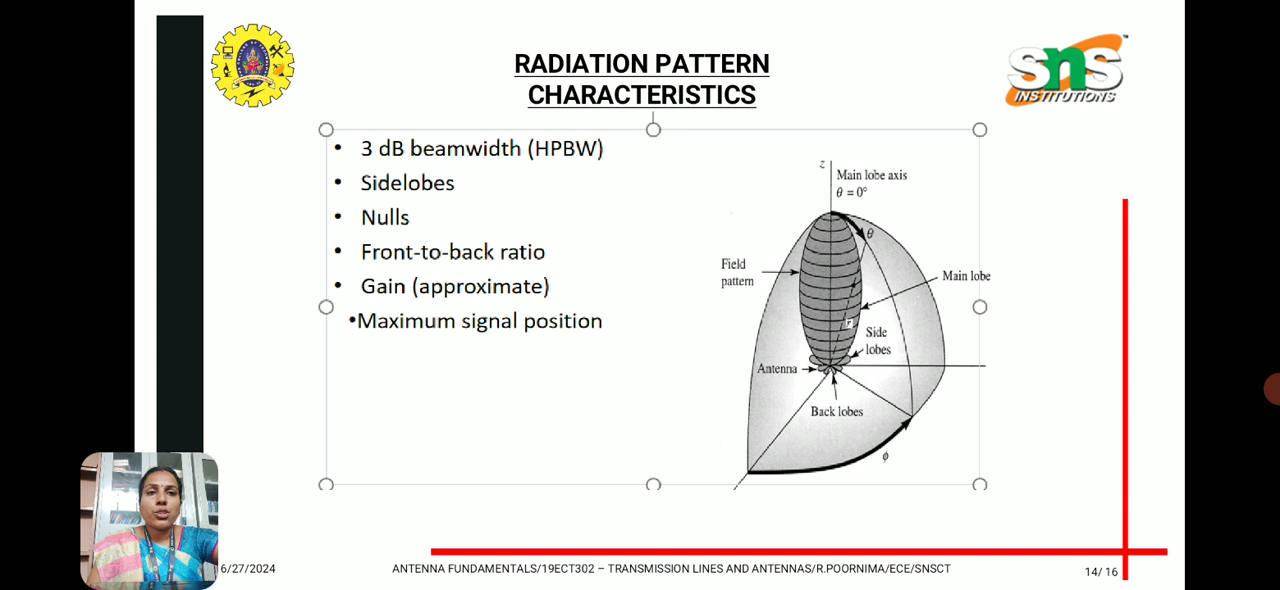 RADIATION PATTERN
CHARACTERISTICS
SNS
INSTITUTIONS
• 3 dB beamwidth (HPBW)
• Sidelobes
• Nulls
• Front-to-back ratio
• Gain (approximate)
•Maximum signal position
z
Main lobe axis
θ = 0°
θ
Field
pattern
Main lobe
r
Side
lobes
Antenna
Back lobes
ϕ
6/27/2024
ANTENNA FUNDAMENTALS/19ECT302 – TRANSMISSION LINES AND ANTENNAS/R.POORNIMA/ECE/SNSCT
14/ 16